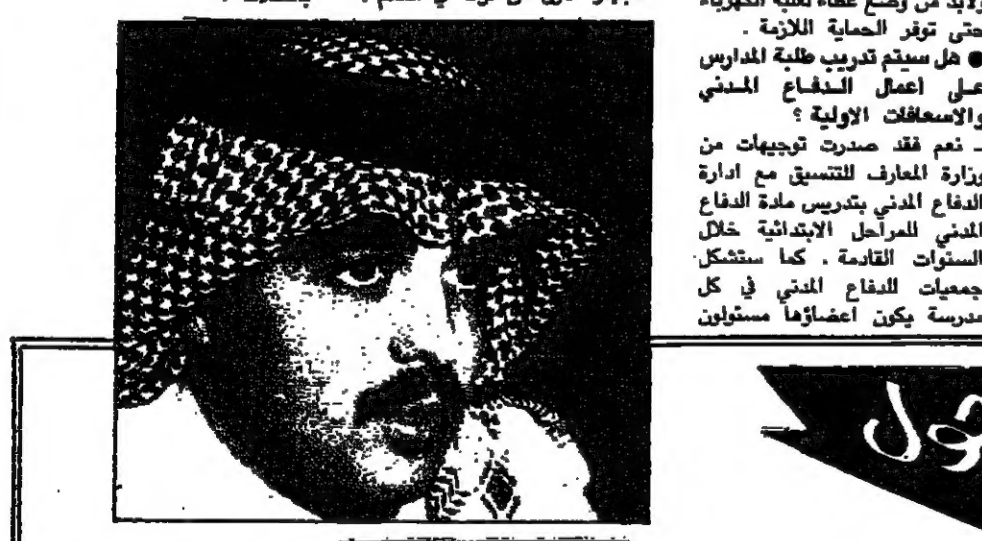 ولابد من وضع غطاء لعلبة الكهرباء
حتى توفر الحماية اللازمة .
● هل سيتم تدريب طلبة المدارس
على اعمال الدفاع المدني
والاسعافات الاولية ؟
ـ نعم فقد صدرت توجيهات من
وزارة المعارف للتنسيق مع ادارة
الدفاع المدني بتدريس مادة الدفاع
المدني للمراحل الابتدائية خلال
السنوات القادمة . كما ستشكل
جمعيات للدفاع المدني في كل
مدرسة يكون اعضاؤها مسئولون